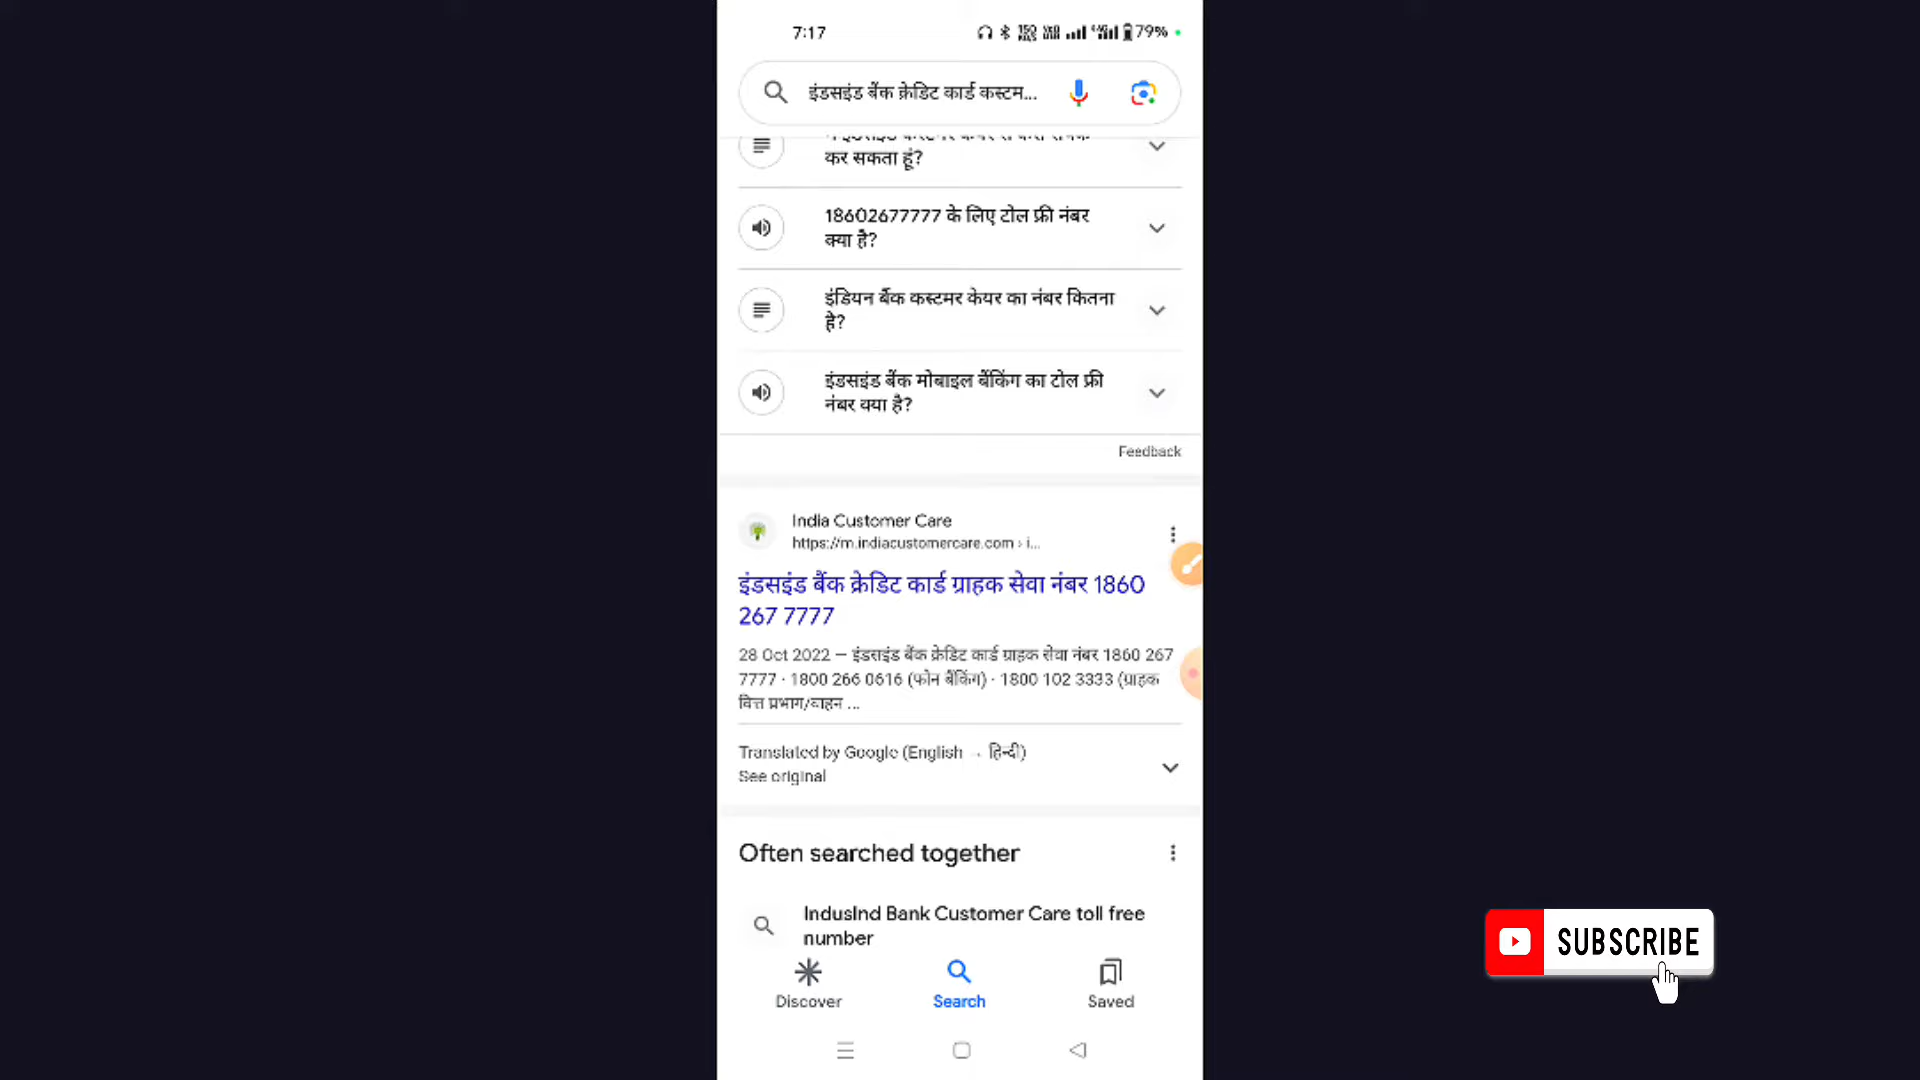 7:17
79%
इंडसइंड बैंक क्रेडिट कार्ड कस्टम...
कर सकता हूं?
18602677777 के लिए टोल फ्री नंबर
क्या है?
इंडियन बैंक कस्टमर केयर का नंबर कितना
है?
इंडसइंड बैंक मोबाइल बैंकिंग का टोल फ्री
नंबर क्या है?
Feedback
India Customer Care
https://m.indiacustomercare.com › i...
इंडसइंड बैंक क्रेडिट कार्ड ग्राहक सेवा नंबर 1860
267 7777
28 Oct 2022 — इंडसइंड बैंक क्रेडिट कार्ड ग्राहक सेवा नंबर 1860 267
7777 · 1800 266 0616 (फोन बैंकिंग) · 1800 102 3333 (ग्राहक
वित्त प्रभाग/वाहन ...
Translated by Google (English → हिन्दी)
See original
Often searched together
IndusInd Bank Customer Care toll free
number
Discover
Search
Saved
SUBSCRIBE